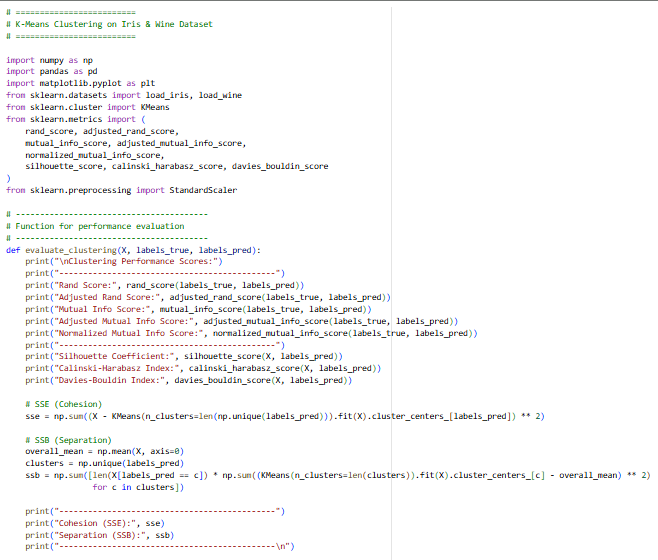 # =========================
# K-Means Clustering on Iris & Wine Dataset
# =========================
import numpy as np
import pandas as pd
import matplotlib.pyplot as plt
from sklearn.datasets import load_iris, load_wine
from sklearn.cluster import KMeans
from sklearn.metrics import (
    rand_score, adjusted_rand_score,
    mutual_info_score, adjusted_mutual_info_score,
    normalized_mutual_info_score,
    silhouette_score, calinski_harabasz_score, davies_bouldin_score
)
from sklearn.preprocessing import StandardScaler
# ----------------------------------------
# Function for performance evaluation
# ----------------------------------------
def evaluate_clustering(X, labels_true, labels_pred):
    print("\nClustering Performance Scores:")
    print("---------------------------------------------")
    print("Rand Score:", rand_score(labels_true, labels_pred))
    print("Adjusted Rand Score:", adjusted_rand_score(labels_true, labels_pred))
    print("Mutual Info Score:", mutual_info_score(labels_true, labels_pred))
    print("Adjusted Mutual Info Score:", adjusted_mutual_info_score(labels_true, labels_pred))
    print("Normalized Mutual Info Score:", normalized_mutual_info_score(labels_true, labels_pred))
    print("---------------------------------------------")
    print("Silhouette Coefficient:", silhouette_score(X, labels_pred))
    print("Calinski-Harabasz Index:", calinski_harabasz_score(X, labels_pred))
    print("Davies-Bouldin Index:", davies_bouldin_score(X, labels_pred))
    # SSE (Cohesion)
    sse = np.sum((X - KMeans(n_clusters=len(np.unique(labels_pred))).fit(X).cluster_centers_[labels_pred]) ** 2)
    # SSB (Separation)
    overall_mean = np.mean(X, axis=0)
    clusters = np.unique(labels_pred)
    ssb = np.sum([len(X[labels_pred == c]) * np.sum((KMeans(n_clusters=len(clusters)).fit(X).cluster_centers_[c] - overall_mean) ** 2)
                  for c in clusters])
    print("---------------------------------------------")
    print("Cohesion (SSE):", sse)
    print("Separation (SSB):", ssb)
    print("---------------------------------------------\n")